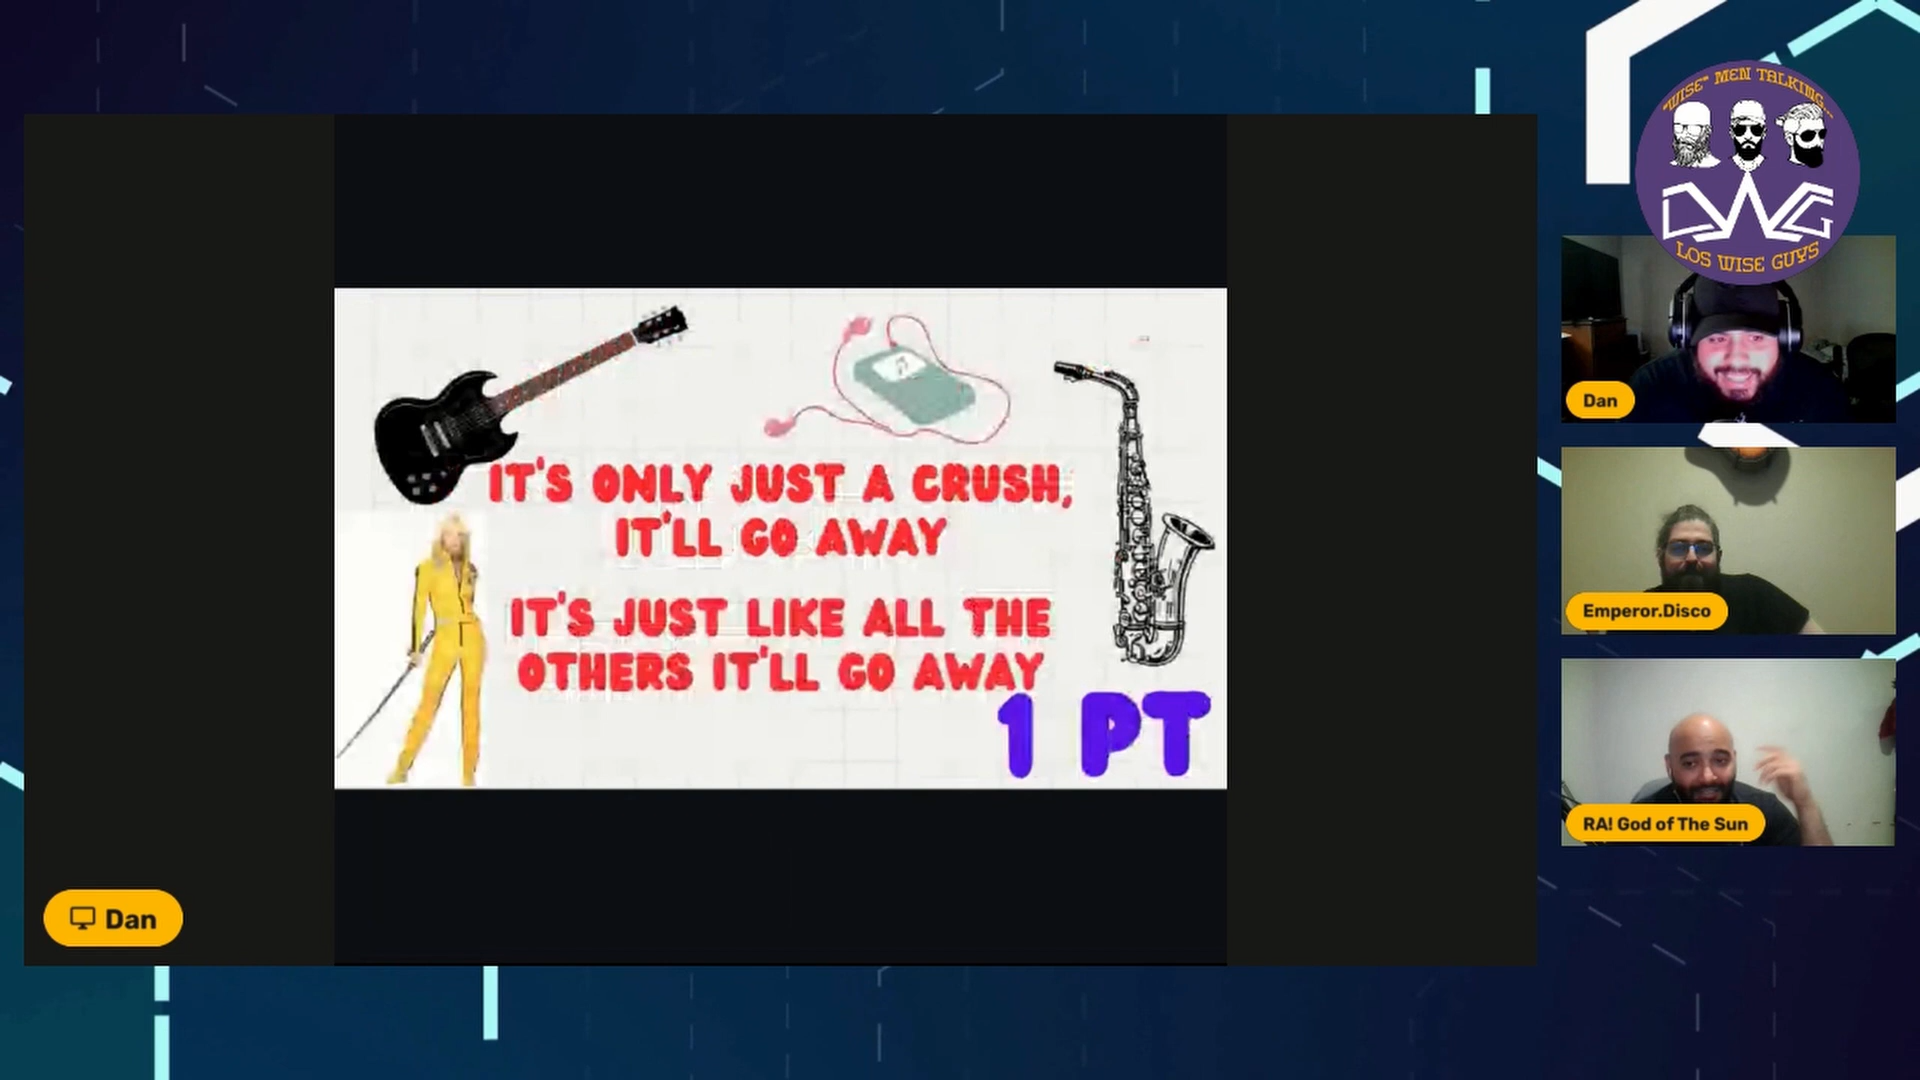 "WISE" MEN TALKING...
LWG
LOS WISE GUYS
IT'S ONLY JUST A CRUSH,
IT'LL GO AWAY
IT'S JUST LIKE ALL THE
OTHERS IT'LL GO AWAY
1 PT
Dan
Dan
Emperor.Disco
RA! God of The Sun